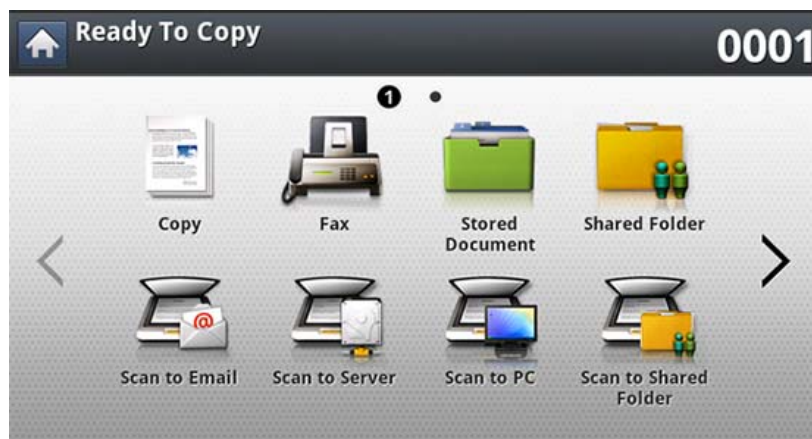 Ready To Copy
0001
1
Copy
Fax
Stored
Document
Shared Folder
@
Scan to Email
Scan to Server
Scan to PC
Scan to Shared
Folder